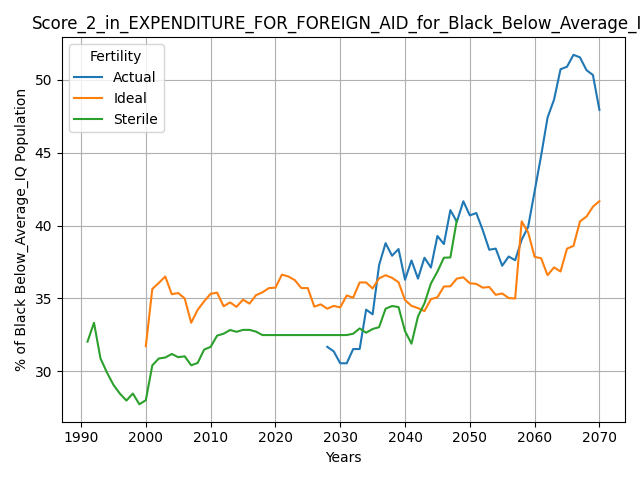 Score_2_in_EXPENDITURE_FOR_FOREIGN_AID_for_Black_Below_Average_I
Fertility
Actual
Ideal
Sterile
% of Black Below_Average_IQ Population
50
45
40
35
30
1990 2000 2010 2020 2030 2040 2050 2060 2070
Years